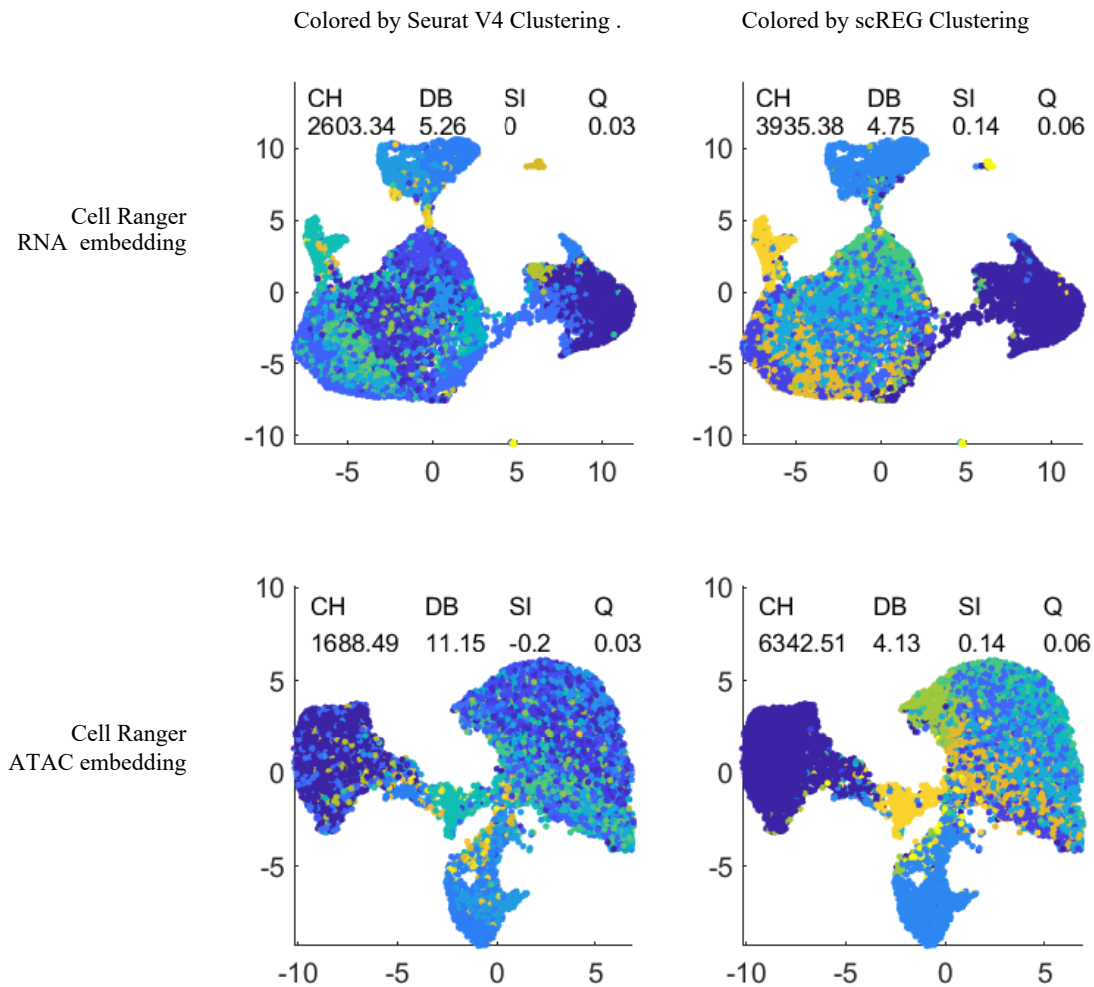 Colored by Seurat V4 Clustering .
Colored by scREG Clustering
Cell Ranger
RNA embedding
CH DB SI Q
2603.34 5.26 0 0.03
10
5
0
-5
-10
-5 0 5 10
CH DB SI Q
3935.38 4.75 0.14 0.06
10
5
0
-5
-10
-5 0 5 10
Cell Ranger
ATAC embedding
CH DB SI Q
1688.49 11.15 -0.2 0.03
10
5
0
-5
-10 -5 0 5
CH DB SI Q
6342.51 4.13 0.14 0.06
10
5
0
-5
-10 -5 0 5